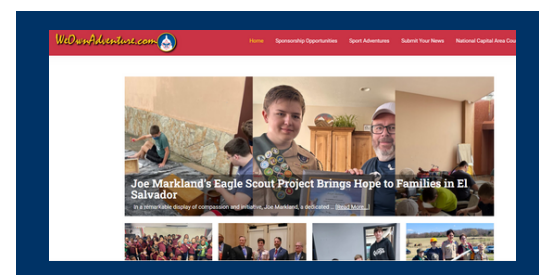 WeOwnAdventure.com
Home Sponsorship Opportunities Sport Adventures Submit Your News National Capital Area Cou
Joe Markland's Eagle Scout Project Brings Hope to Families in El
Salvador
In a remarkable display of compassion and initiative, Joe Markland, a dedicated ... [Read More...]